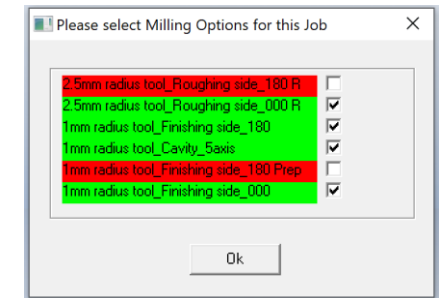 Please select Milling Options for this Job
2.5mm radius tool_Roughing side_180 R
2.5mm radius tool_Roughing side_000 R
1mm radius tool_Finishing side_180
1mm radius tool_Cavity_5axis
1mm radius tool_Finishing side_180 Prep
1mm radius tool_Finishing side_000
Ok